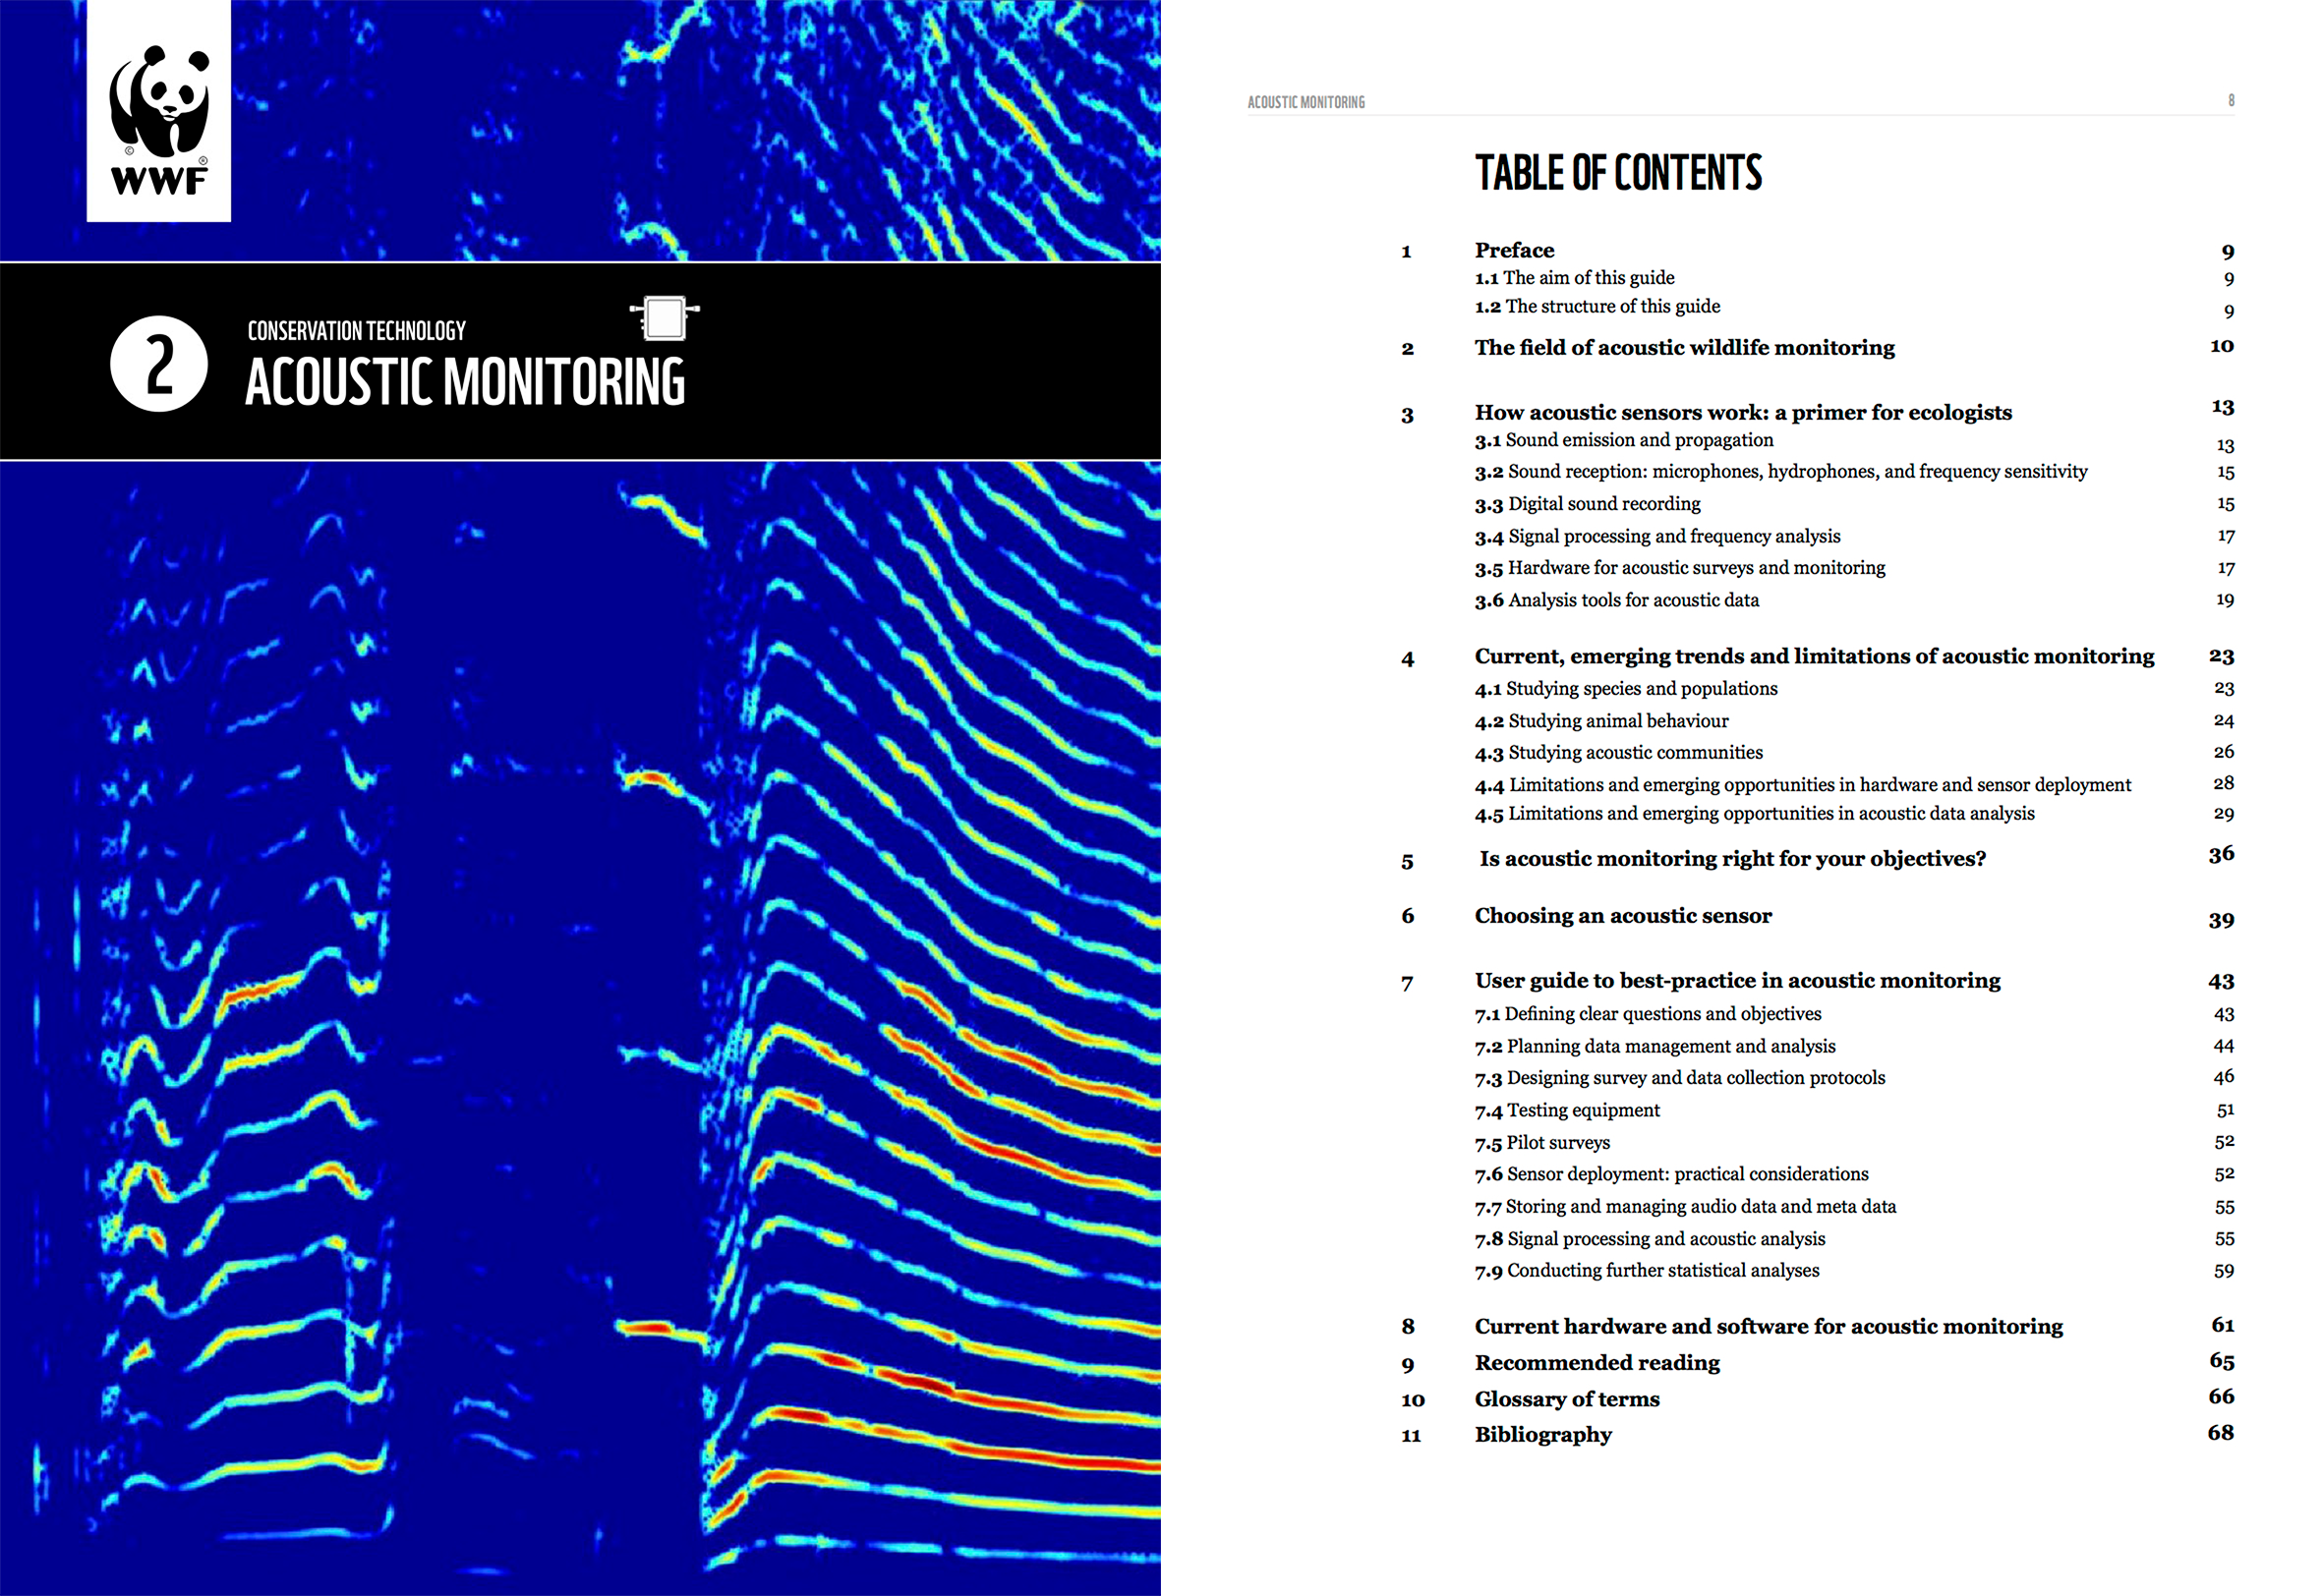 WWF
2
CONSERVATION TECHNOLOGY
ACOUSTIC MONITORING
ACOUSTIC MONITORING 8
TABLE OF CONTENTS
1 Preface 9
1.1 The aim of this guide 9
1.2 The structure of this guide 9
2 The field of acoustic wildlife monitoring 10
3 How acoustic sensors work: a primer for ecologists 13
3.1 Sound emission and propagation 13
3.2 Sound reception: microphones, hydrophones, and frequency sensitivity 15
3.3 Digital sound recording 15
3.4 Signal processing and frequency analysis 17
3.5 Hardware for acoustic surveys and monitoring 17
3.6 Analysis tools for acoustic data 19
4 Current, emerging trends and limitations of acoustic monitoring 23
4.1 Studying species and populations 23
4.2 Studying animal behaviour 24
4.3 Studying acoustic communities 26
4.4 Limitations and emerging opportunities in hardware and sensor deployment 28
4.5 Limitations and emerging opportunities in acoustic data analysis 29
5 Is acoustic monitoring right for your objectives? 36
6 Choosing an acoustic sensor 39
7 User guide to best-practice in acoustic monitoring 43
7.1 Defining clear questions and objectives 43
7.2 Planning data management and analysis 44
7.3 Designing survey and data collection protocols 46
7.4 Testing equipment 51
7.5 Pilot surveys 52
7.6 Sensor deployment: practical considerations 52
7.7 Storing and managing audio data and meta data 55
7.8 Signal processing and acoustic analysis 55
7.9 Conducting further statistical analyses 59
8 Current hardware and software for acoustic monitoring 61
9 Recommended reading 65
10 Glossary of terms 66
11 Bibliography 68